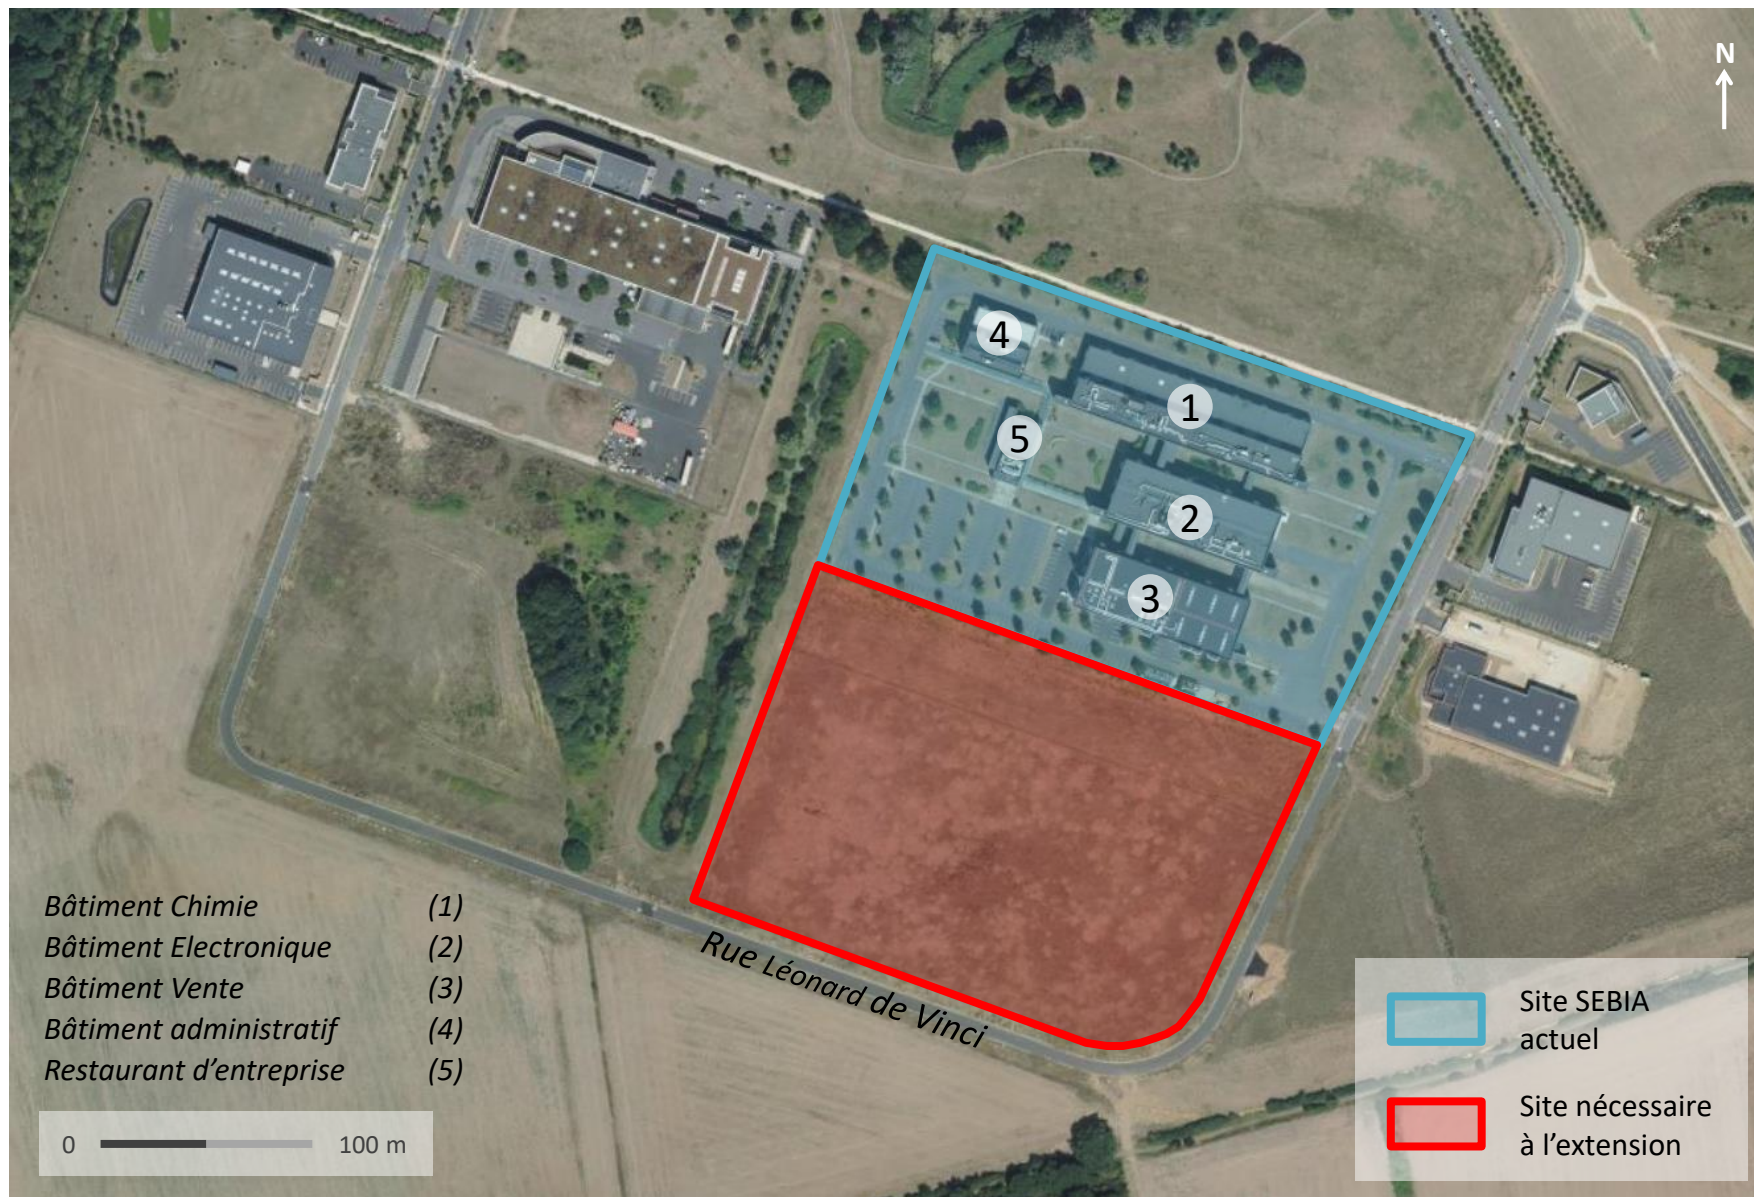 N
4
1
5
2
3
Rue Léonard de Vinci
Bâtiment Chimie (1)
Bâtiment Electronique (2)
Bâtiment Vente (3)
Bâtiment administratif (4)
Restaurant d’entreprise (5)
0 100 m
Site SEBIA
actuel
Site nécessaire
à l’extension